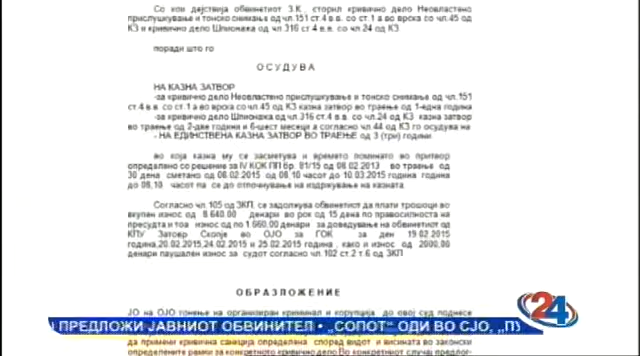 Со кои дејствија обвинетиот З.К., сторил кривично дело Неовластено
прислушкување и тонско снимање од чл.151 ст.4 в.в. со ст.1 а во врска со чл.45 од
КЗ и кривично дело Шпионажа од чл 316 ст 4 в.в. со чл 24 од КЗ
поради што го
О С У Д У В А
НА КАЗНА ЗАТВОР
-за кривично дело Неовластено прислушкување и тонско снимање од чл.151
ст.4 в.в. со ст.1 а во врска со чл.45 од КЗ казна затвор во траење од 1-една година
-за кривично дело Шпионажа од чл.316 ст.4 в.в. со чл.24 од КЗ казна затвор
во траење од 2-две години и 6-шест месеци а согласно чл 44 од КЗ го осудува на
- НА ЕДИНСТВЕНА КАЗНА ЗАТВОР ВО ТРАЕЊЕ од 3 (три) години
во која казна му се засметува и времето поминато во притвор
определено со решение за IV КОК ПП бр. 81/15 од 08.02.2013 во траење од
30 дена сметано од 08.02.2015 од 08.10 часот до 10.03.2015 година година
до 08.10. часот па се до отпочнување на издржување на казната.
Согласно чл. 105 од ЗКП, се задолжува обвинетиот да плати трошоци во
вкупен износ од 8.640.00 денари во рок од 15 дена по правосилноста на
пресудта и тоа износ од по 1.660.00 денари за доведување на обвинетиот од
КПУ Затвор Скопје во ОЈО за ГОК за ден 19.02.2015
година,20.02.2015,24.02.2015 и 25.02.2015 година , како и износ од 2000,00
денари паушален износ за судот согласно чл.102 ст.2 т.6 од ЗКП
О Б Р А З Л О Ж Е Н И Е
ЈО на ОЈО гонење на организиран криминал и корупција до овој суд поднесе
24
ПРЕДЛОЖИ ЈАВНИОТ ОБВИНИТЕЛ • „СОПОТ“ ОДИ ВО СЈО, „П
да примени кривична санкција определена според видот и висината во законски
определените рамки за конкретното кривично дело Во конкретниот случај предлог-